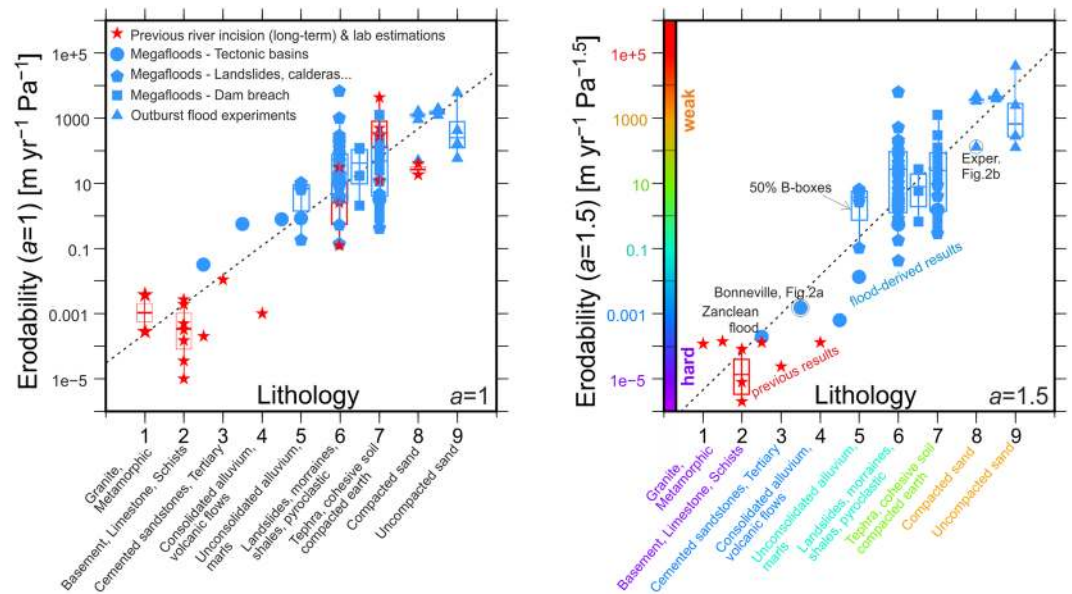 Erodability (a=1) [m yr⁻¹ Pa⁻¹]
1e+5
1000
10
0.1
0.001
1e-5
Previous river incision (long-term) & lab estimations
Megafloods - Tectonic basins
Megafloods - Landslides, calderas...
Megafloods - Dam breach
Outburst flood experiments
Lithology
a=1
1
2
3
4
5
6
7
8
9
Granite,
Metamorphic
Basement, Limestone, Schists
Cemented sandstones, Tertiary
Consolidated alluvium,
volcanic flows
Unconsolidated alluvium,
marls
Landslides, morraines,
shales, pyroclastic
Tephra, cohesive soil
compacted earth
Compacted sand
Uncompacted sand
Erodability (a=1.5) [m yr⁻¹ Pa⁻¹·⁵]
1e+5
1000
10
0.1
0.001
1e-5
weak
hard
50% B-boxes
Exper.
Fig.2b
flood-derived results
Bonneville, Fig.2a
Zanclean
flood
previous results
Lithology
a=1.5
1
2
3
4
5
6
7
8
9
Granite,
Metamorphic
Basement, Limestone, Schists
Cemented sandstones, Tertiary
Consolidated alluvium,
volcanic flows
Unconsolidated alluvium,
marls
Landslides, morraines,
shales, pyroclastic
Tephra, cohesive soil
compacted earth
Compacted sand
Uncompacted sand